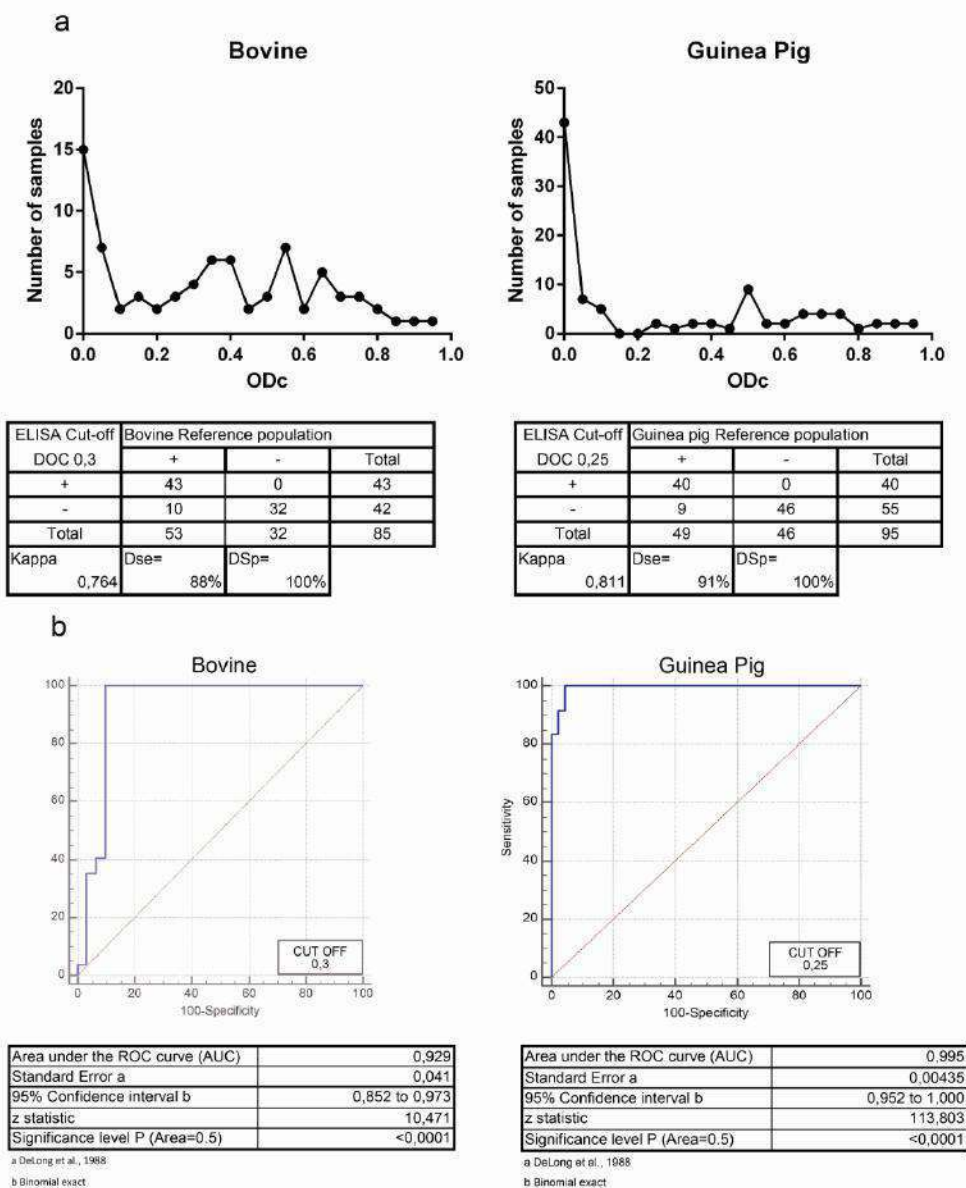 a
Bovine
Guinea Pig
20
15
10
5
0
Number of samples
0.0 0.2 0.4 0.6 0.8 1.0
ODc
50
40
30
20
10
0
Number of samples
0.0 0.2 0.4 0.6 0.8 1.0
ODc
ELISA Cut-off Bovine Reference population
DOC 0,3 + - Total
+ 43 0 43
- 10 32 42
Total 53 32 85
Kappa Dse= DSp=
0,764 88% 100%
ELISA Cut-off Guinea pig Reference population
DOC 0,25 + - Total
+ 40 0 40
- 9 46 55
Total 49 46 95
Kappa Dse= DSp=
0,811 91% 100%
b
Bovine
100
80
60
40
20
0
CUT OFF
0,3
0 20 40 60 80 100
100-Specificity
Guinea Pig
100
80
60
40
20
0
Sensitivity
CUT OFF
0,25
0 20 40 60 80 100
100-Specificity
Area under the ROC curve (AUC) 0,929
Standard Error a 0,041
95% Confidence interval b 0,852 to 0,973
z statistic 10,471
Significance level P (Area=0.5) <0,0001
a DeLong et al., 1988
b Binomial exact
Area under the ROC curve (AUC) 0,995
Standard Error a 0,00435
95% Confidence interval b 0,952 to 1,000
z statistic 113,803
Significance level P (Area=0.5) <0,0001
a DeLong et al., 1988
b Binomial exact